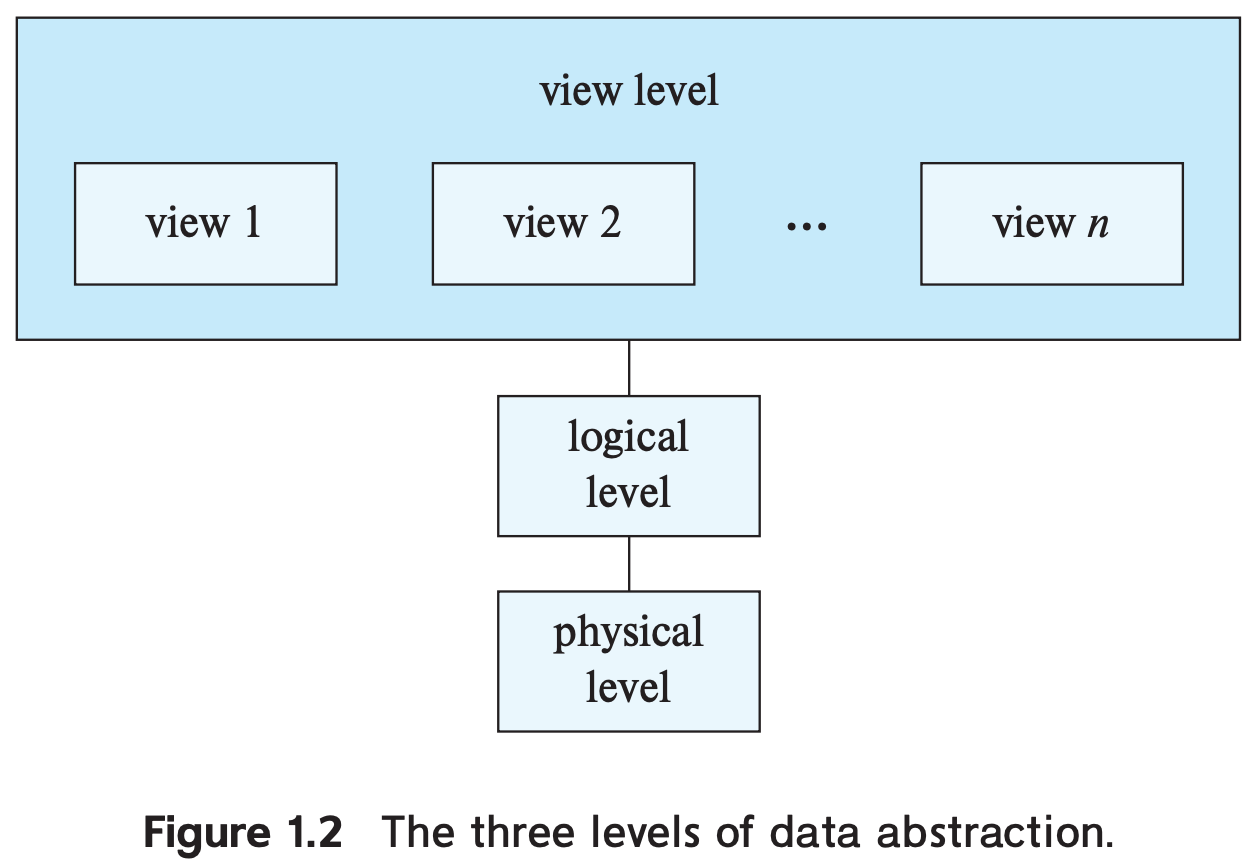 view level
view 1
view 2
...
view n
logical
level
physical
level
Figure 1.2 The three levels of data abstraction.